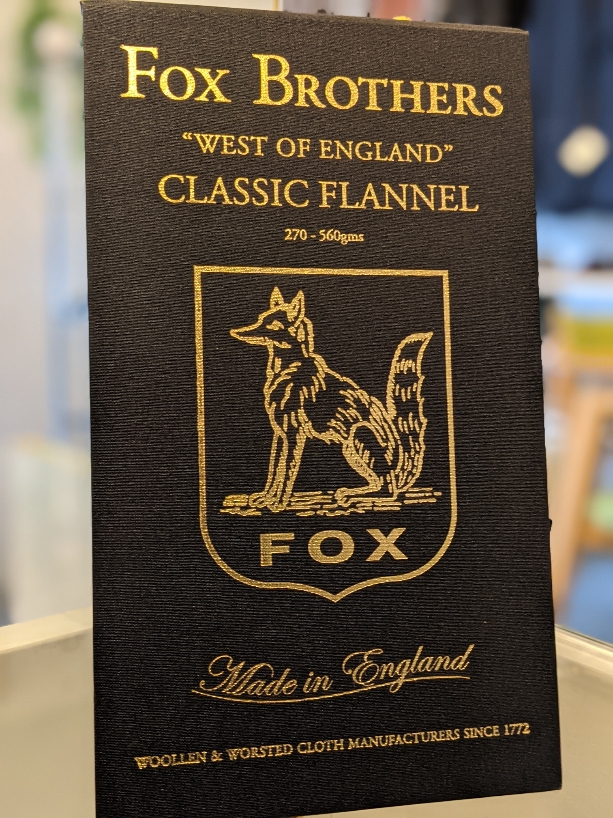 FOX BROTHERS
“WEST OF ENGLAND”
CLASSIC FLANNEL
270 - 560gms
FOX
Made in England
WOOLLEN & WORSTED CLOTH MANUFACTURERS SINCE 1772